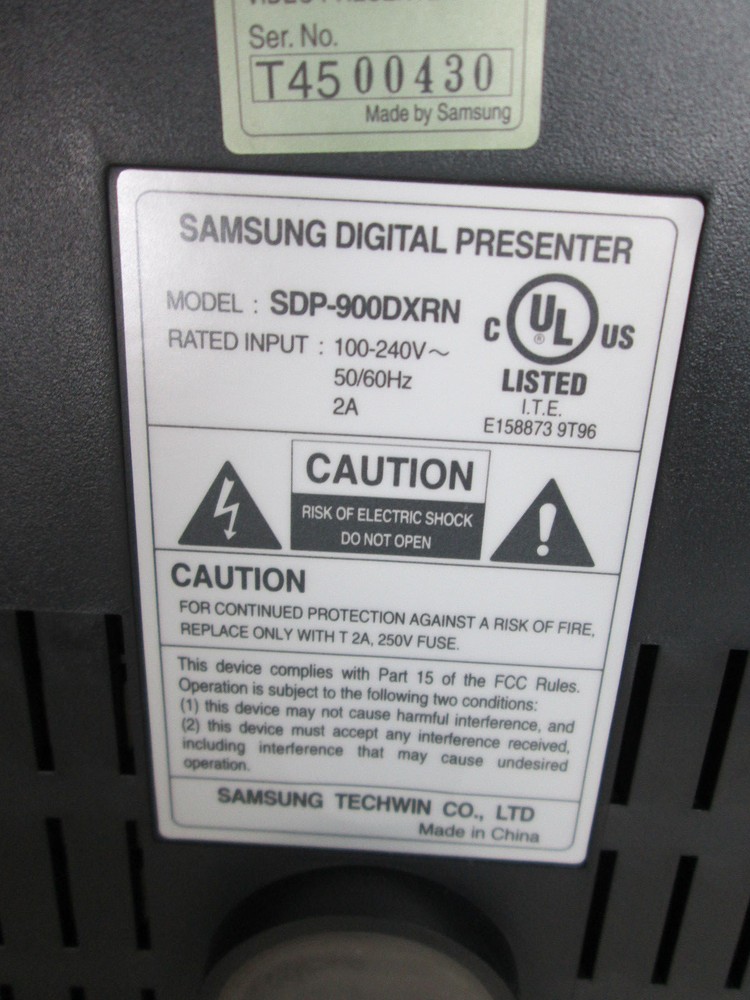 Ser. No.
T4500430
Made by Samsung
SAMSUNG DIGITAL PRESENTER
MODEL : SDP-900DXRN
RATED INPUT : 100-240V~
50/60Hz
2A
C UL ® US
LISTED
I.T.E.
E158873 9T96
CAUTION
RISK OF ELECTRIC SHOCK
DO NOT OPEN
CAUTION
FOR CONTINUED PROTECTION AGAINST A RISK OF FIRE,
REPLACE ONLY WITH T 2A, 250V FUSE.
This device complies with Part 15 of the FCC Rules.
Operation is subject to the following two conditions:
(1) this device may not cause harmful interference, and
(2) this device must accept any interference received,
including interference that may cause undesired
operation.
SAMSUNG TECHWIN CO., LTD
Made in China